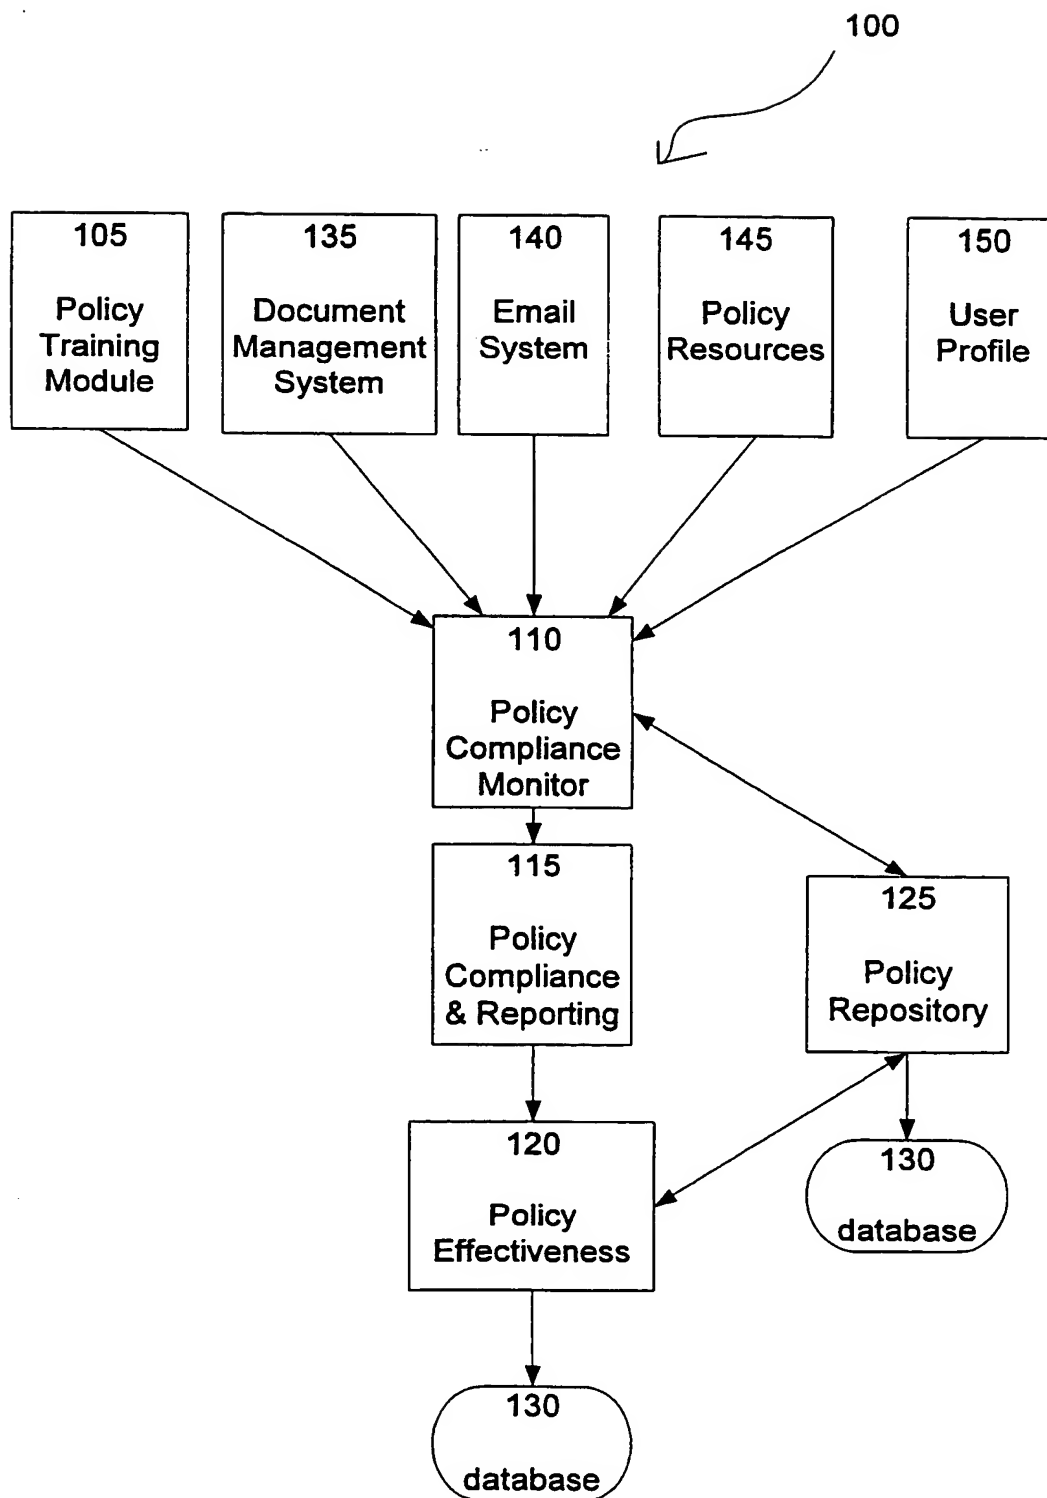 100
105
Policy
Training
Module
135
Document
Management
System
140
Email
System
145
Policy
Resources
150
User
Profile
110
Policy
Compliance
Monitor
115
Policy
Compliance
& Reporting
125
Policy
Repository
120
Policy
Effectiveness
130
database
130
database